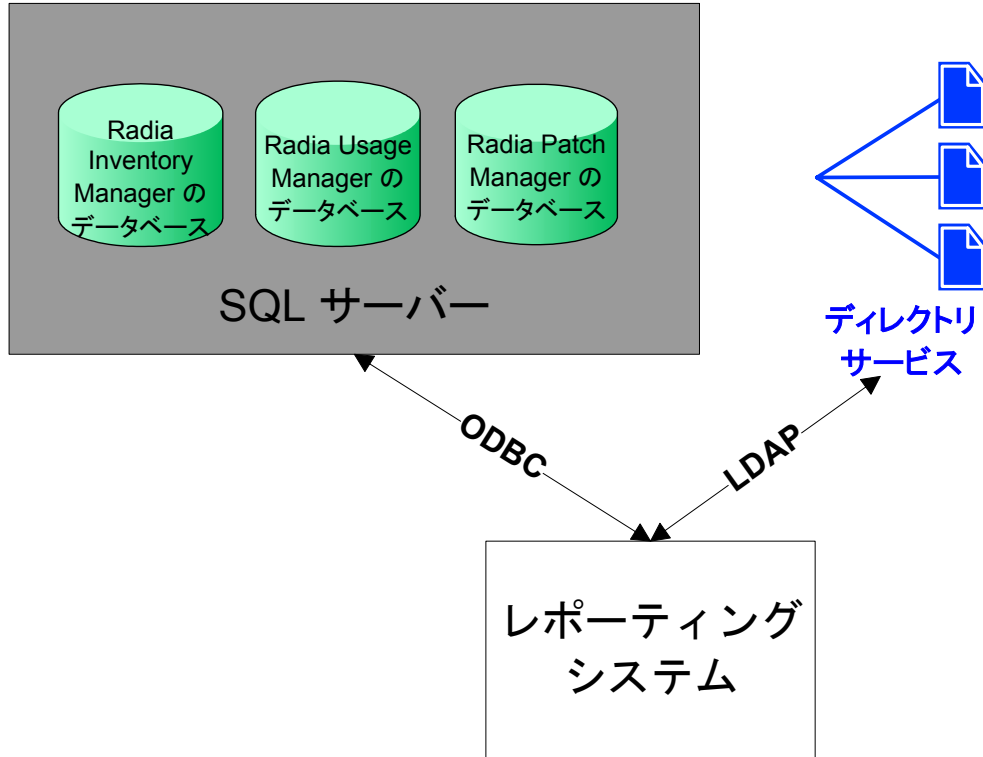 Radia
Inventory
Manager の
データベース
Radia Usage
Manager の
データベース
Radia Patch
Manager の
データベース
SQL サーバー
ディレクトリ
サービス
ODBC
LDAP
レポーティング
システム